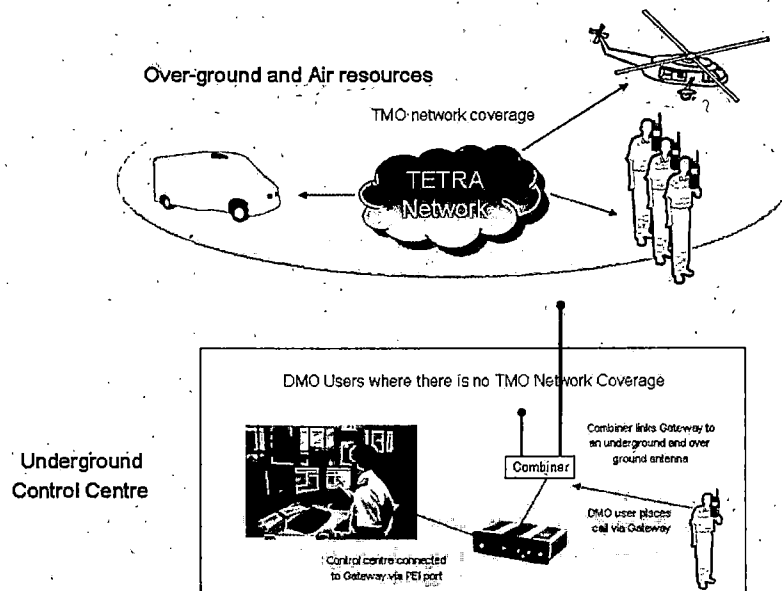 Over-ground and Air resources
TMO network coverage
TETRA
Network
DMO Users where there is no TMO Network Coverage
Underground
Control Centre
Combiner links Gateway to
an underground and over
ground antenna
Combiner
DMO user places
call via Gateway
Control centre connected
to Gateway via PEI port